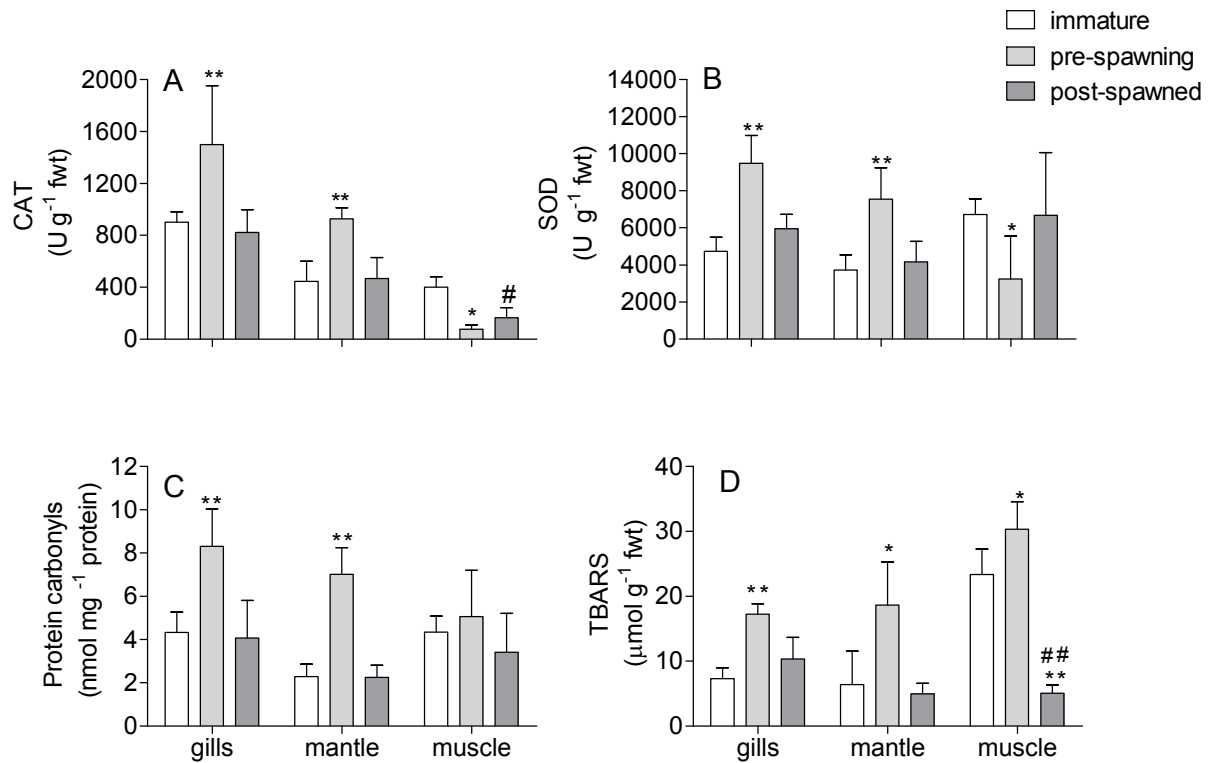 immature
pre-spawning
post-spawned
A
CAT
(U g⁻¹ fwt)
2000
1600
1200
800
400
0
**
**
*
#
B
SOD
(U g⁻¹ fwt)
14000
12000
10000
8000
6000
4000
2000
0
**
**
*
C
Protein carbonyls
(nmol mg ⁻¹ protein)
12
10
8
6
4
2
0
**
**
gills mantle muscle
D
TBARS
(μmol g⁻¹ fwt)
40
30
20
10
0
**
*
*
##
**
gills mantle muscle